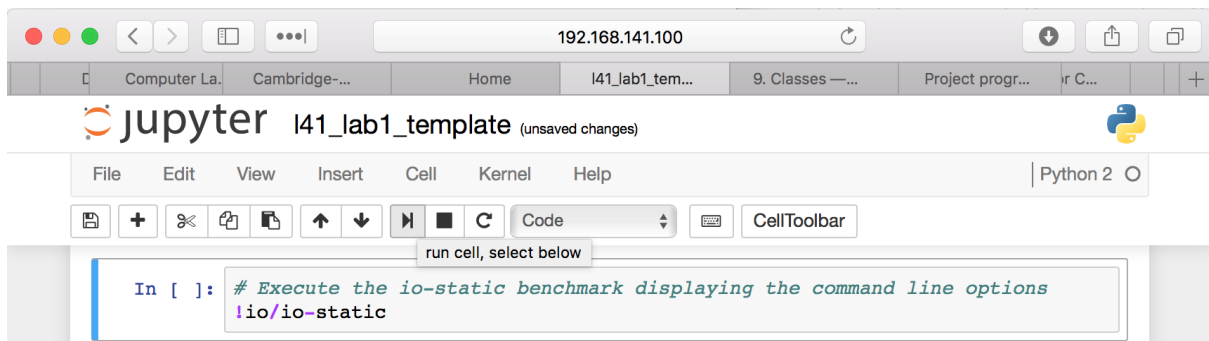 192.168.141.100
D Computer La. Cambridge-... Home l41_lab1_tem... 9. Classes —... Project progr... r C...
jupyter l41_lab1_template (unsaved changes)
File Edit View Insert Cell Kernel Help Python 2
Code CellToolbar
run cell, select below
In [ ]: # Execute the io-static benchmark displaying the command line options
!io/io-static